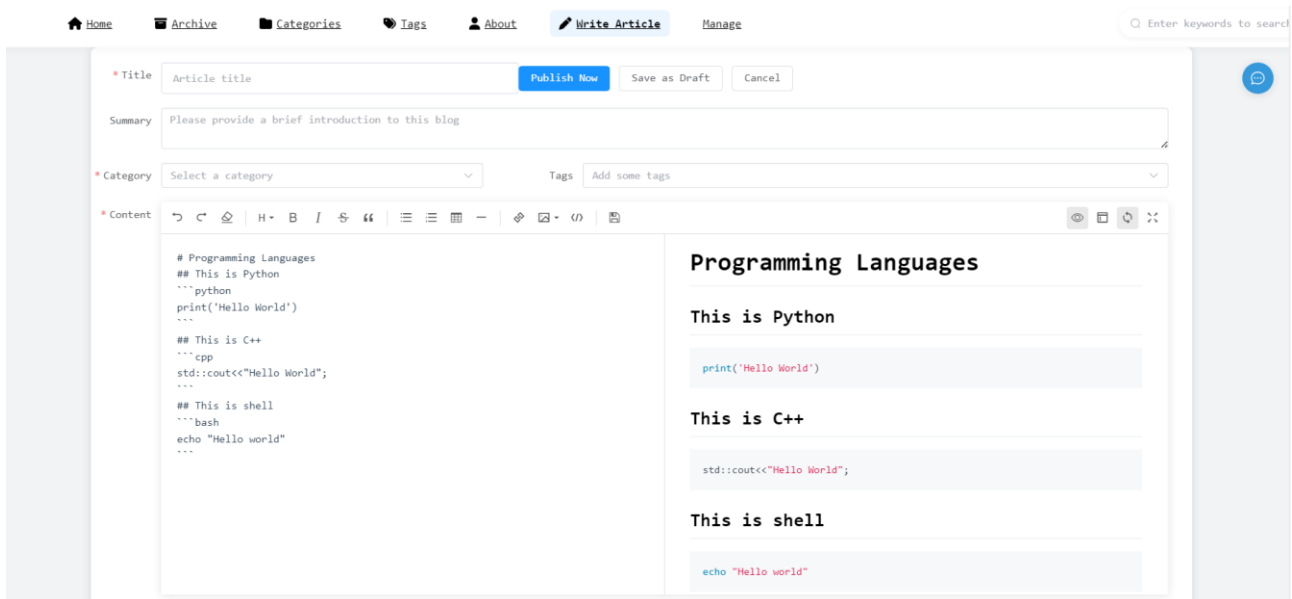 Home Archive Categories Tags About Write Article Manage Enter keywords to search
* Title Article title Publish Now Save as Draft Cancel
Summary Please provide a brief introduction to this blog
* Category Select a category Tags Add some tags
* Content H B I S “
# Programming Languages
## This is Python
```python
print('Hello World')
```
## This is C++
```cpp
std::cout<<"Hello World";
```
## This is shell
```bash
echo "Hello world"
```
Programming Languages
This is Python
print('Hello World')
This is C++
std::cout<<"Hello World";
This is shell
echo "Hello world"